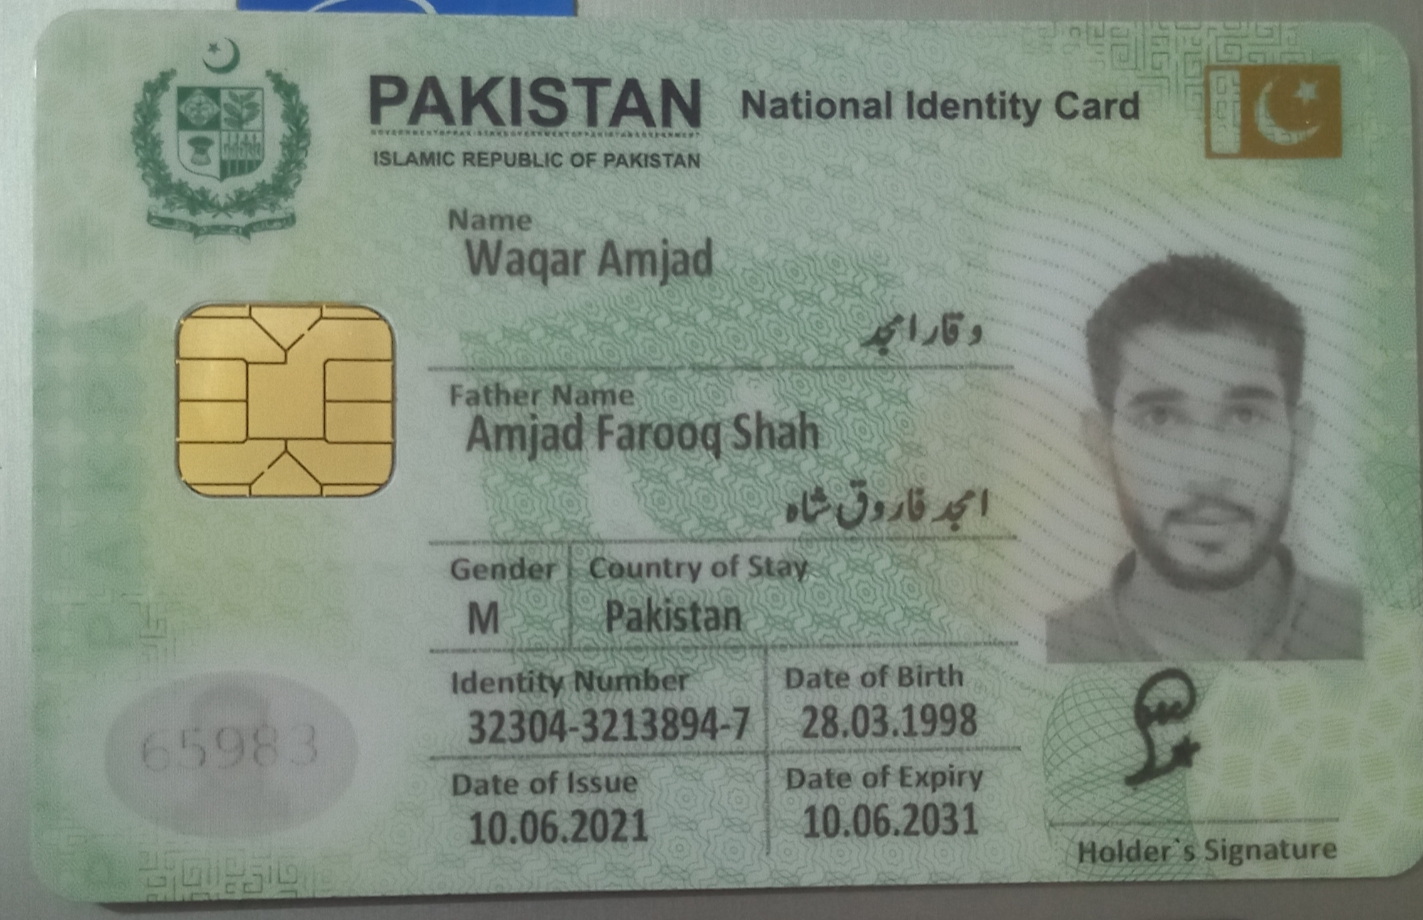 PAKISTAN National Identity Card
ISLAMIC REPUBLIC OF PAKISTAN
Name
Waqar Amjad
وقار امجد
Father Name
Amjad Farooq Shah
امجد فاروق شاہ
Gender Country of Stay
M Pakistan
Identity Number Date of Birth
32304-3213894-7 28.03.1998
65983
Date of Issue Date of Expiry
10.06.2021 10.06.2031
Holder`s Signature